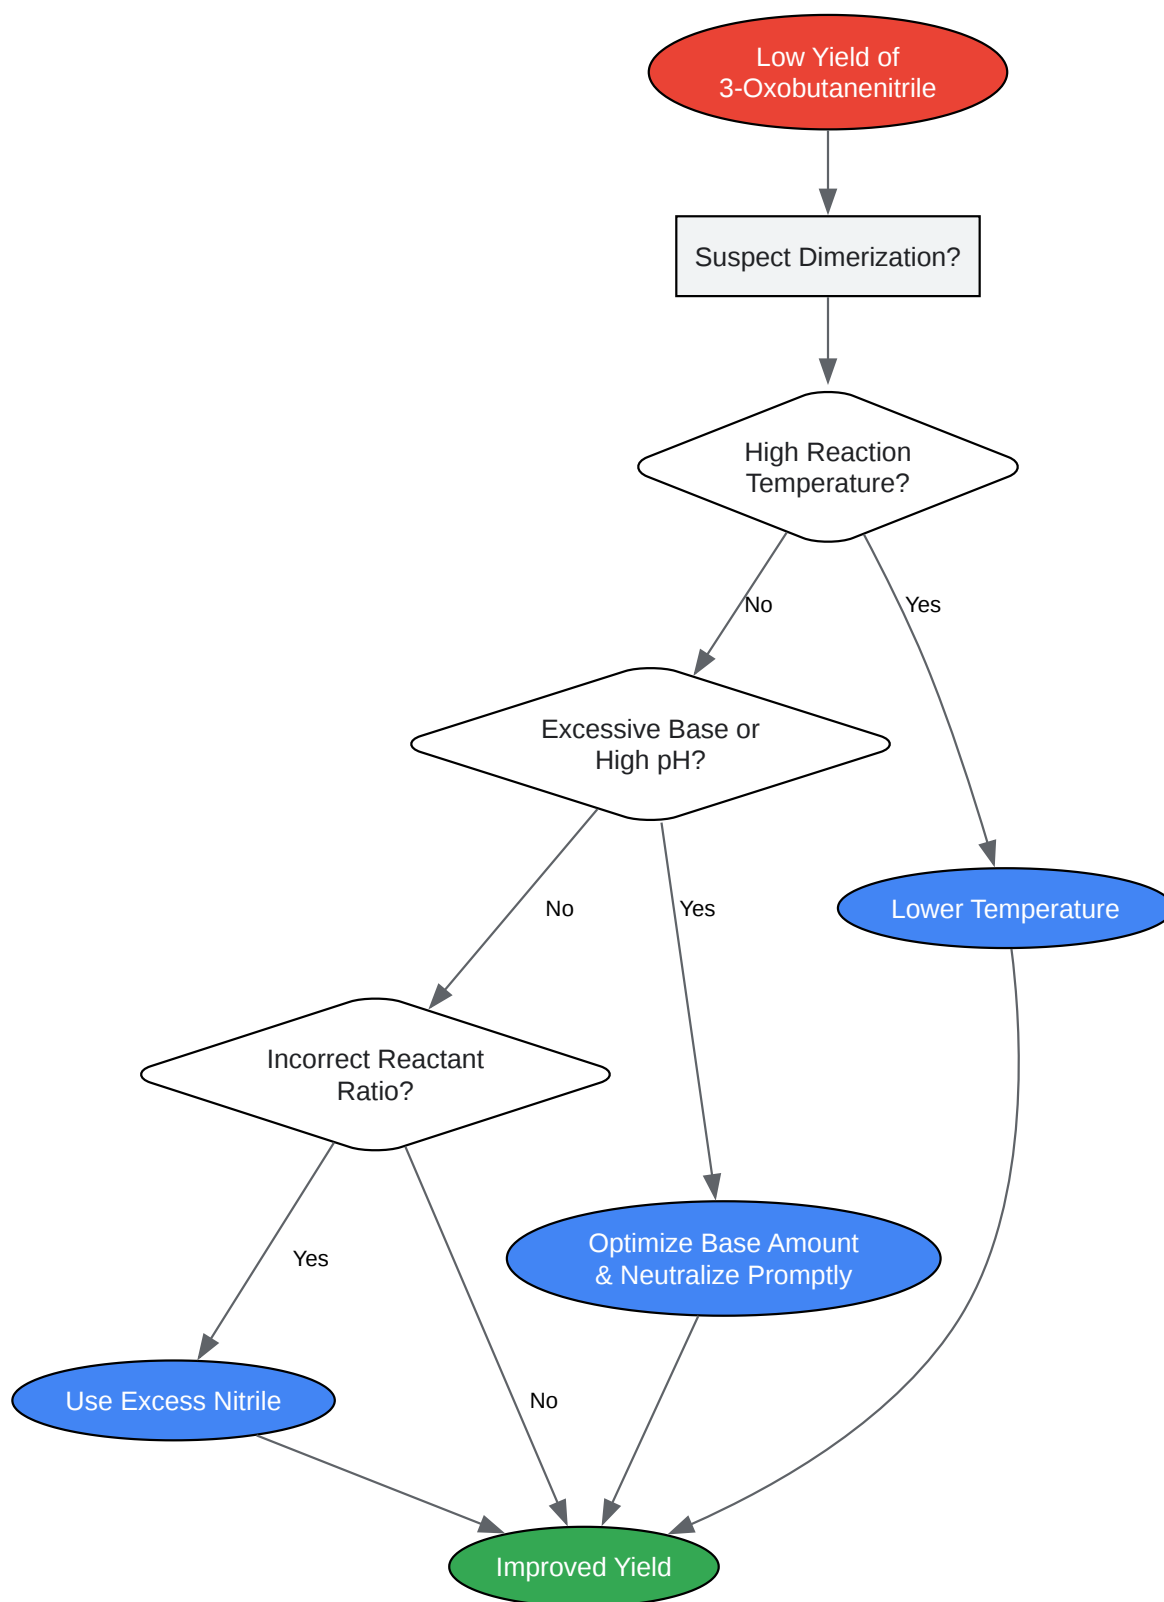 Low Yield of
3-Oxobutanenitrile
Suspect Dimerization?
High Reaction
Temperature?
No
Yes
Excessive Base or
High pH?
No
Yes
Lower Temperature
Incorrect Reactant
Ratio?
Yes
Optimize Base Amount
& Neutralize Promptly
Use Excess Nitrile
No
Improved Yield